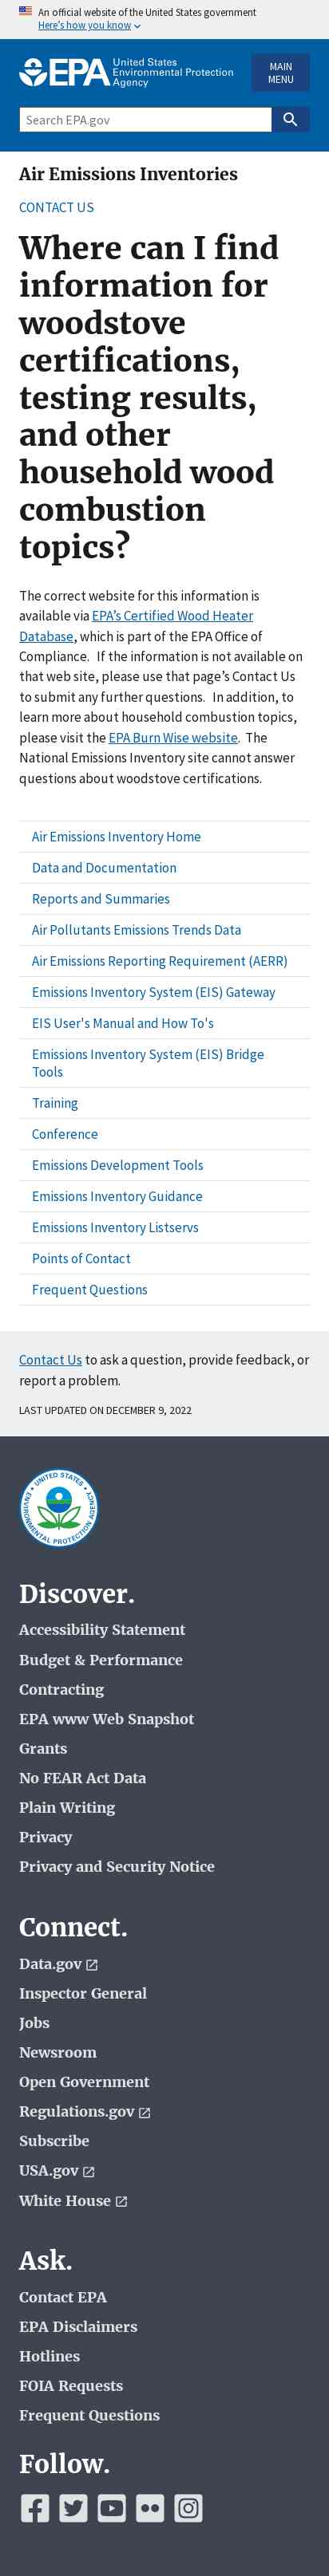 An official website of the United States government
Here's how you know
EPA
United States
Environmental Protection
Agency
MAIN
MENU
Search EPA.gov
Air Emissions Inventories
CONTACT US
Where can I find
information for
woodstove
certifications,
testing results,
and other
household wood
combustion
topics?
The correct website for this information is
available via EPA’s Certified Wood Heater
Database, which is part of the EPA Office of
Compliance. If the information is not available on
that web site, please use that page’s Contact Us
to submit any further questions. In addition, to
learn more about household combustion topics,
please visit the EPA Burn Wise website. The
National Emissions Inventory site cannot answer
questions about woodstove certifications.
Air Emissions Inventory Home
Data and Documentation
Reports and Summaries
Air Pollutants Emissions Trends Data
Air Emissions Reporting Requirement (AERR)
Emissions Inventory System (EIS) Gateway
EIS User's Manual and How To's
Emissions Inventory System (EIS) Bridge
Tools
Training
Conference
Emissions Development Tools
Emissions Inventory Guidance
Emissions Inventory Listservs
Points of Contact
Frequent Questions
Contact Us to ask a question, provide feedback, or
report a problem.
LAST UPDATED ON DECEMBER 9, 2022
UNITED STATES
ENVIRONMENTAL PROTECTION AGENCY
Discover.
Accessibility Statement
Budget & Performance
Contracting
EPA www Web Snapshot
Grants
No FEAR Act Data
Plain Writing
Privacy
Privacy and Security Notice
Connect.
Data.gov
Inspector General
Jobs
Newsroom
Open Government
Regulations.gov
Subscribe
USA.gov
White House
Ask.
Contact EPA
EPA Disclaimers
Hotlines
FOIA Requests
Frequent Questions
Follow.